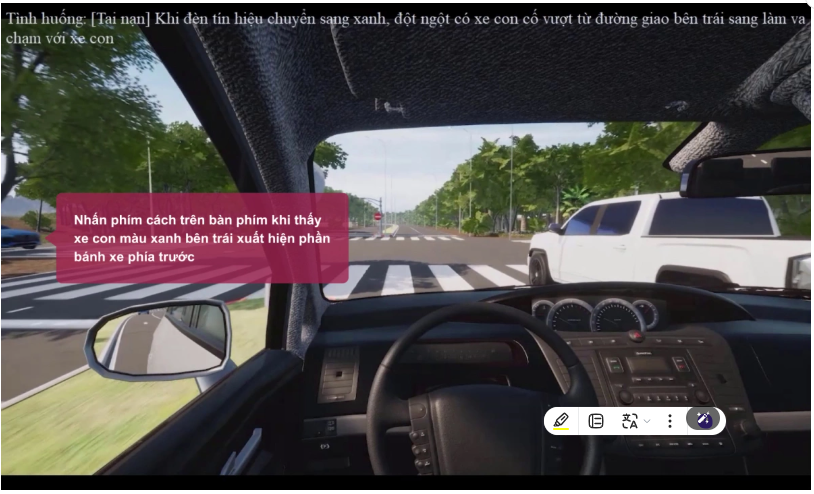 Tình huống: [Tai nạn] Khi đèn tín hiệu chuyển sang xanh, đột ngột có xe con cố vượt từ đường giao bên trái sang làm va
chạm với xe con
Nhấn phím cách trên bàn phím khi thấy
xe con màu xanh bên trái xuất hiện phần
bánh xe phía trước